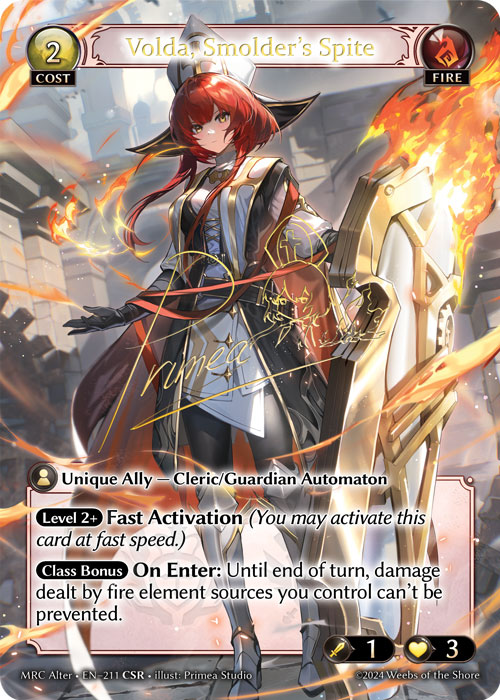 2
COST
Volda, Smolder's Spite
FIRE
Primea
Unique Ally — Cleric/Guardian Automaton
Level 2+ Fast Activation (You may activate this
card at fast speed.)
Class Bonus On Enter: Until end of turn, damage
dealt by fire element sources you control can't be
prevented.
1
3
MRC Alter • EN-211 CSR • illust: Primea Studio
©2024 Weebs of the Shore